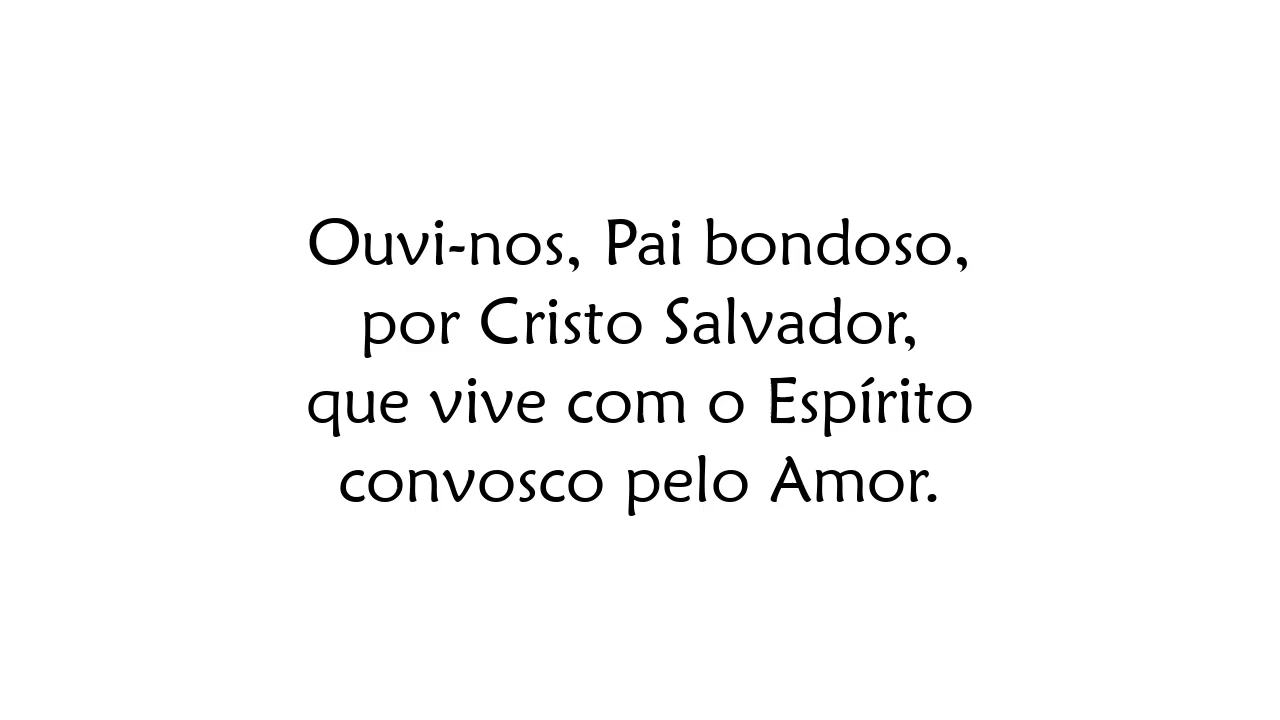 Ouvi-nos, Pai bondoso,
por Cristo Salvador,
que vive com o Espírito
convosco pelo Amor.